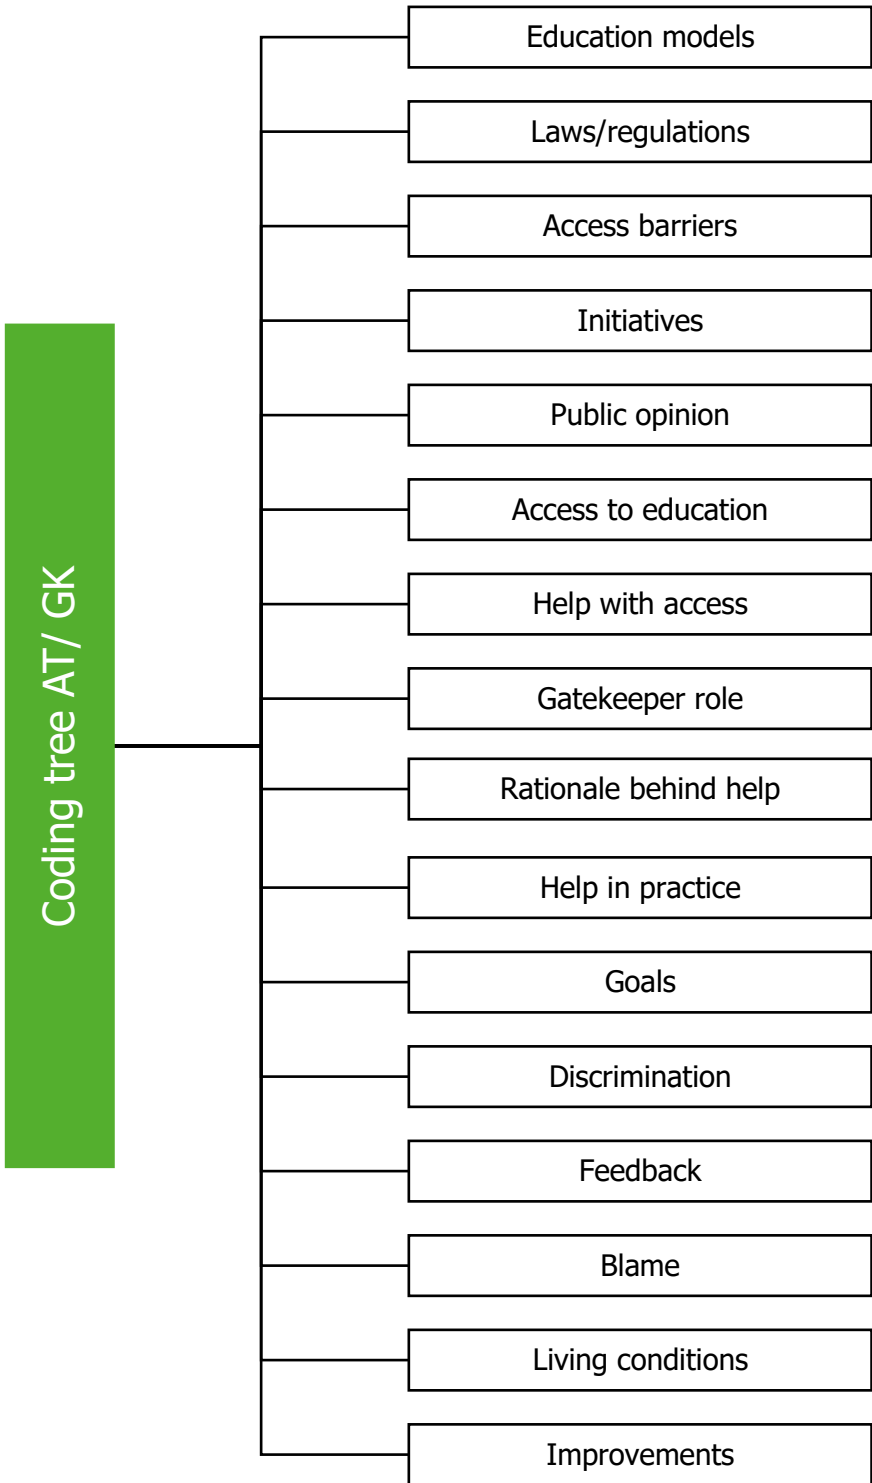 Coding tree AT/ GK
Education models
Laws/regulations
Access barriers
Initiatives
Public opinion
Access to education
Help with access
Gatekeeper role
Rationale behind help
Help in practice
Goals
Discrimination
Feedback
Blame
Living conditions
Improvements